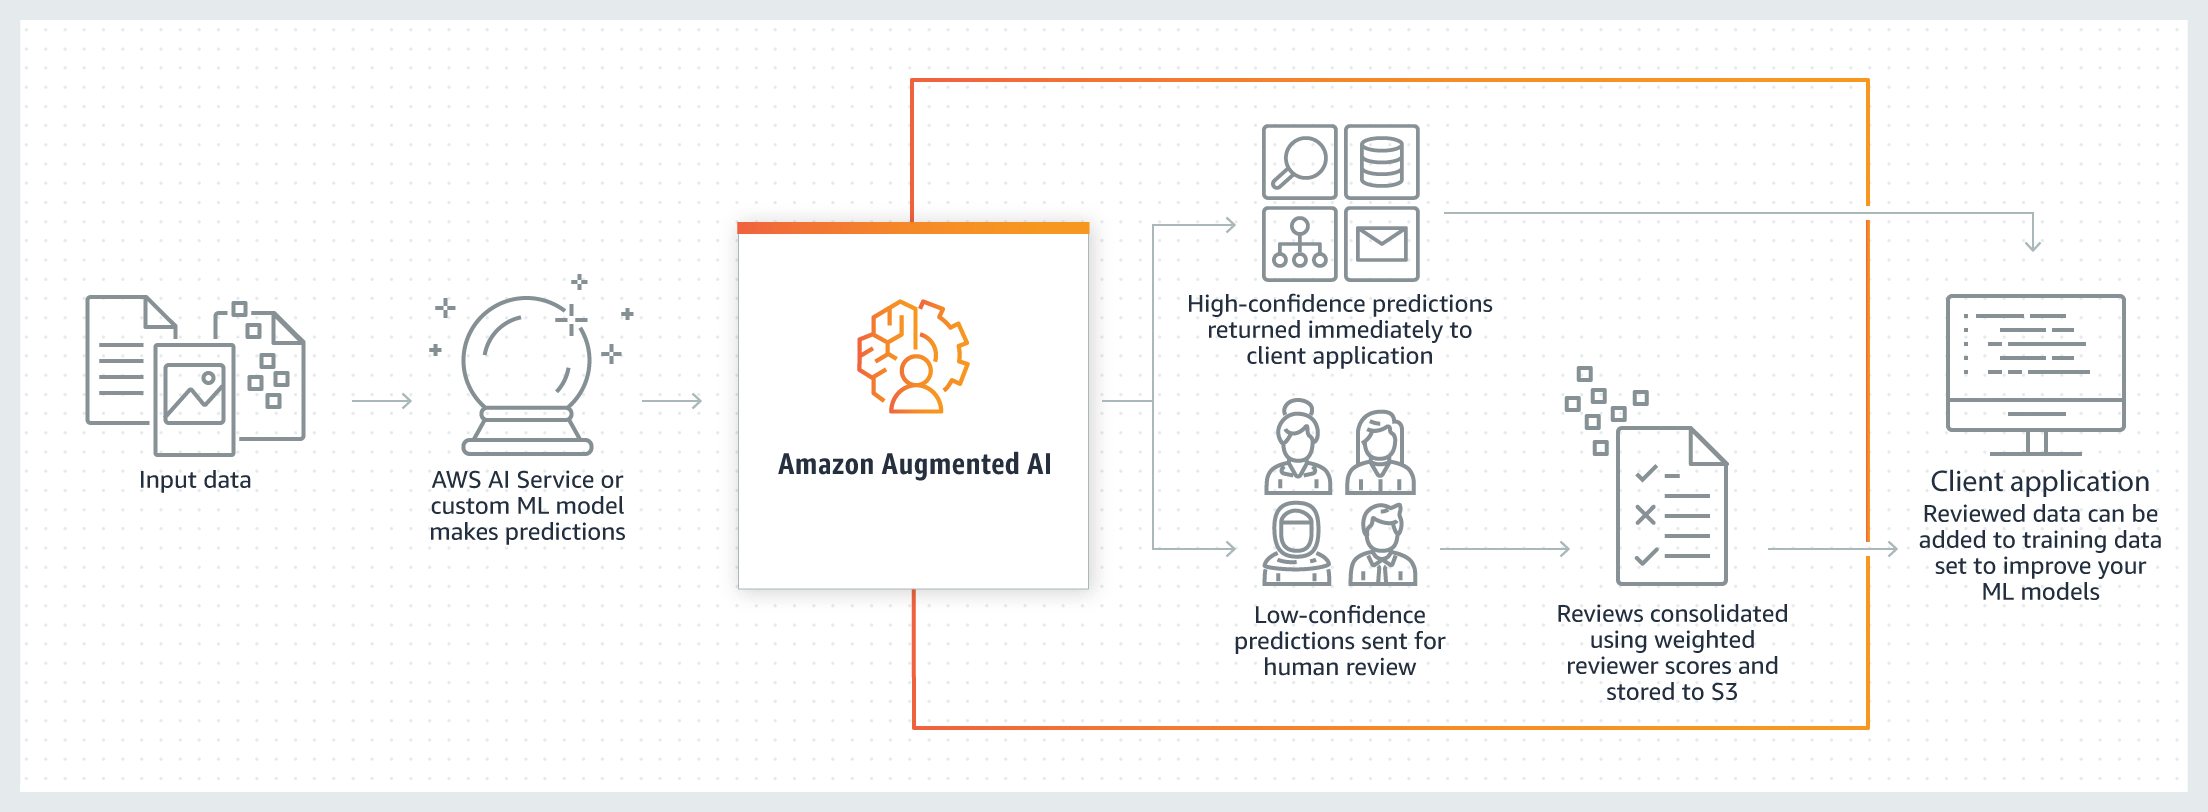 Input data
AWS AI Service or
custom ML model
makes predictions
Amazon Augmented AI
High-confidence predictions
returned immediately to
client application
Low-confidence
predictions sent for
human review
Reviews consolidated
using weighted
reviewer scores and
stored to S3
Client application
Reviewed data can be
added to training data
set to improve your
ML models